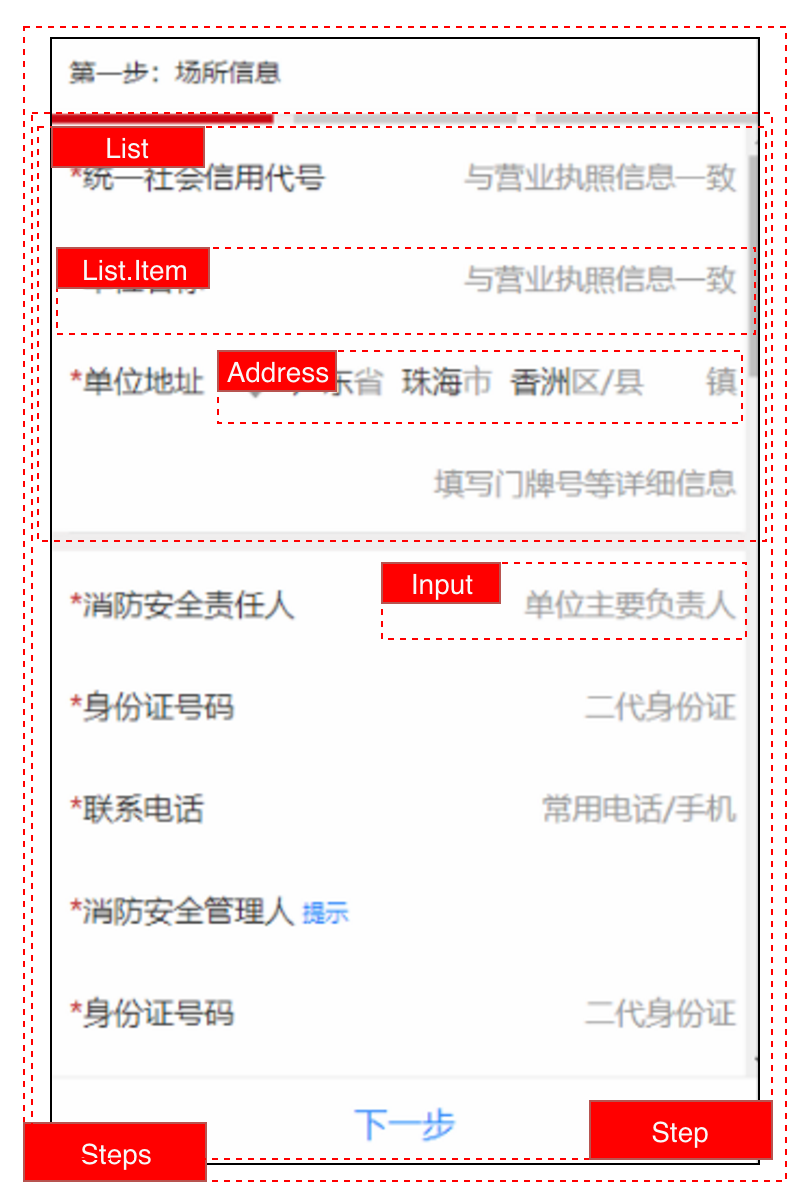 第一步：场所信息
List
*统一社会信用代号 与营业执照信息一致
List.Item
与营业执照信息一致
Address
*单位地址 东省 珠海市 香洲区/县 镇
填写门牌号等详细信息
Input
*消防安全责任人 单位主要负责人
*身份证号码 二代身份证
*联系电话 常用电话/手机
*消防安全管理人 提示
*身份证号码 二代身份证
下一步
Step
Steps